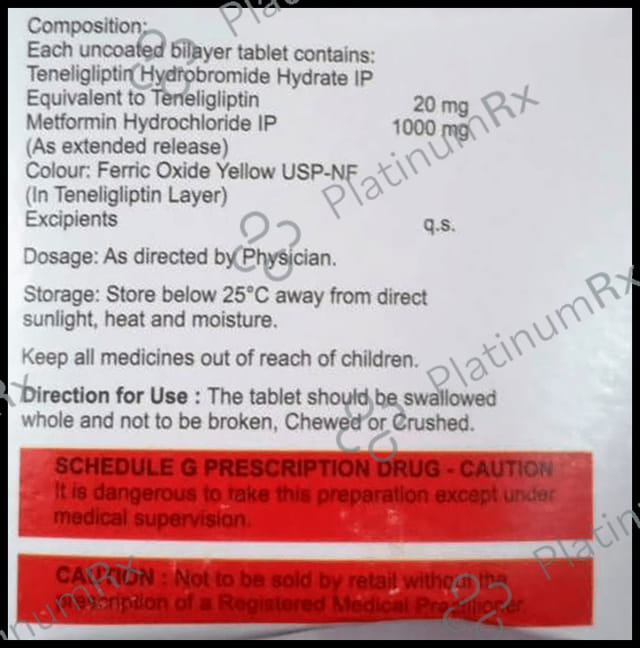 Composition:
Each uncoated bilayer tablet contains:
Teneligliptin Hydrobromide Hydrate IP
Equivalent to Teneligliptin 20 mg
Metformin Hydrochloride IP 1000 mg
(As extended release)
Colour: Ferric Oxide Yellow USP-NF
(In Teneligliptin Layer)
Excipients q.s.
Dosage: As directed by Physician.
Storage: Store below 25°C away from direct
sunlight, heat and moisture.
Keep all medicines out of reach of children.
Direction for Use : The tablet should be swallowed
whole and not to be broken, Chewed or Crushed.
SCHEDULE G PRESCRIPTION DRUG - CAUTION
It is dangerous to take this preparation except under
medical supervision.
CAUTION : Not to be sold by retail without the
prescription of a Registered Medical Practitioner.
PlatinumRx
PlatinumRx